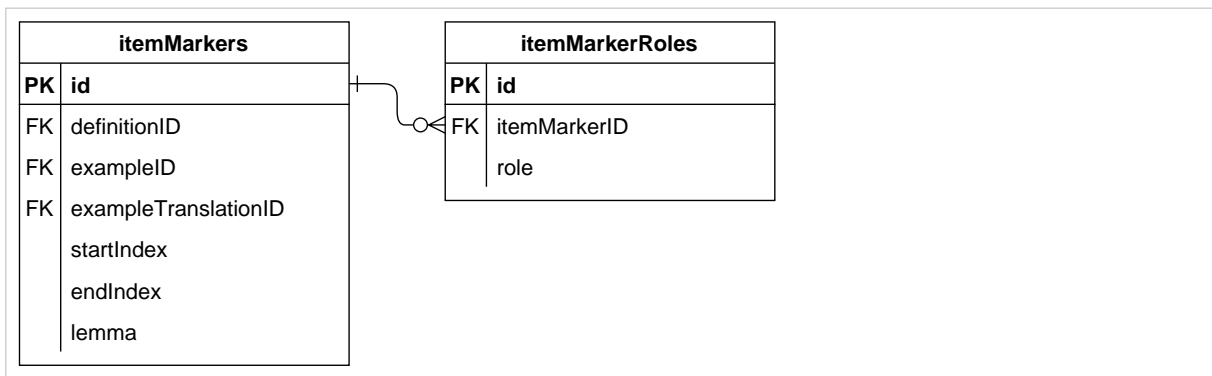 itemMarkers
PK id
FK definitionID
FK exampleID
FK exampleTranslationID
startIndex
endIndex
lemma
itemMarkerRoles
PK id
FK itemMarkerID
role